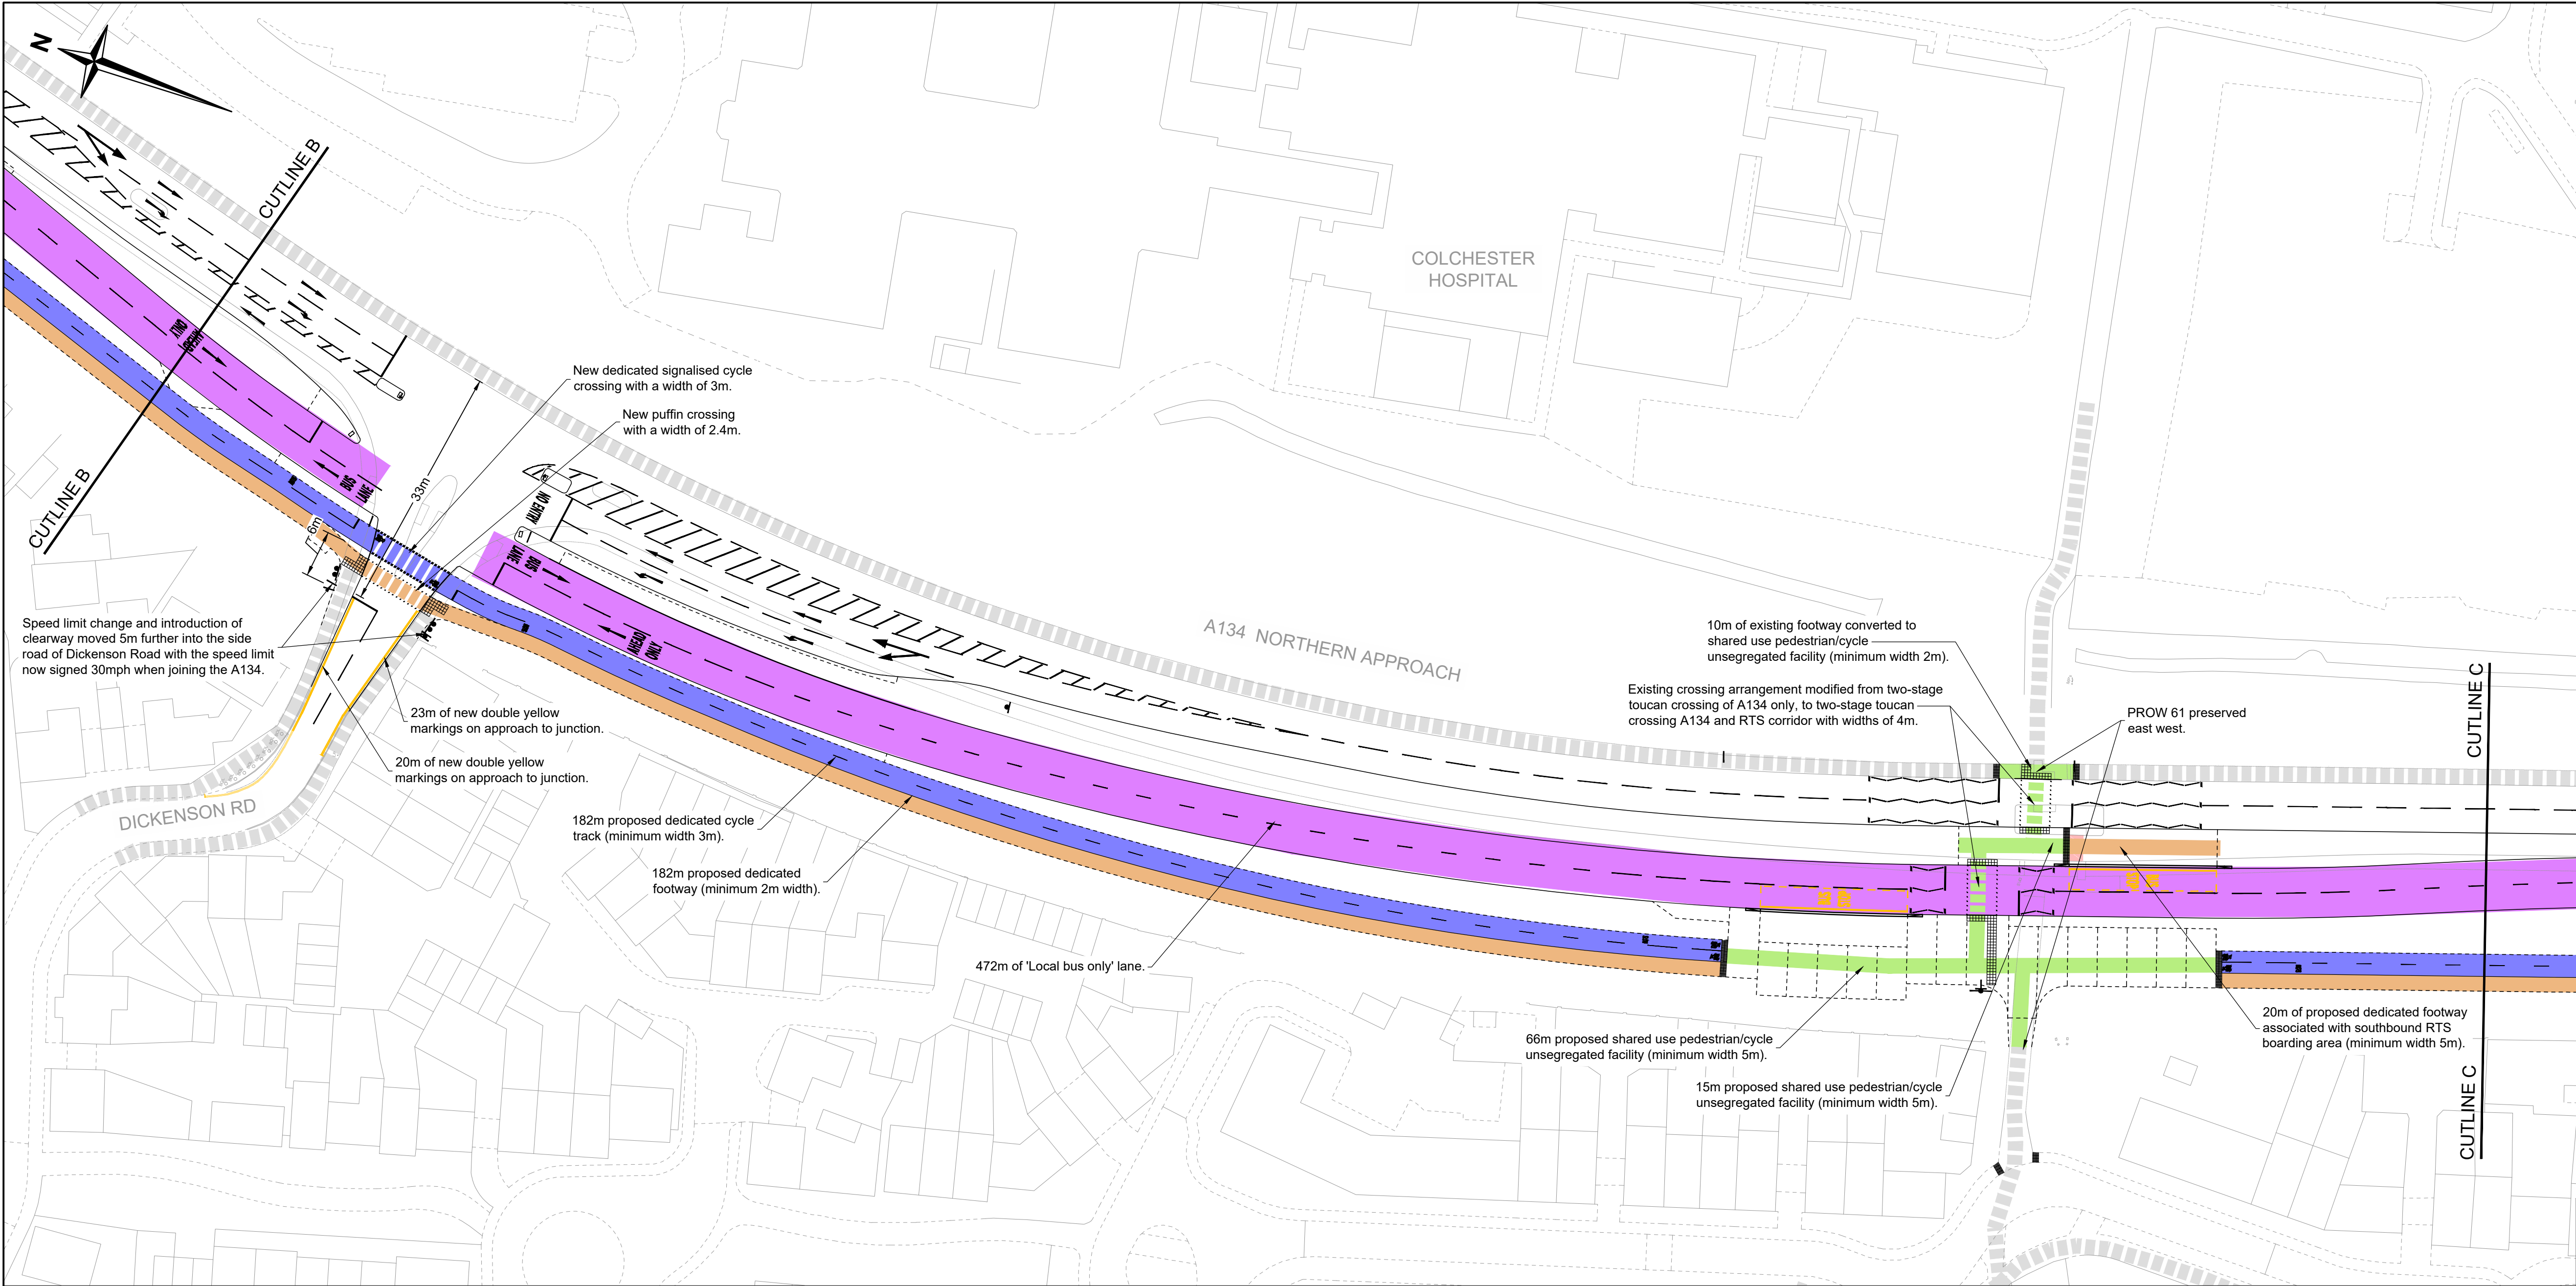 N
CUTLINE B
COLCHESTER
HOSPITAL
AHEAD
ONLY
New dedicated signalised cycle
crossing with a width of 3m.
New puffin crossing
with a width of 2.4m.
CUTLINE B
BUS
LANE
33m
NO ENTRY
6m
BUS
LANE
Speed limit change and introduction of
clearway moved 5m further into the side
road of Dickenson Road with the speed limit
now signed 30mph when joining the A134.
AHEAD
ONLY
A134 NORTHERN APPROACH
10m of existing footway converted to
shared use pedestrian/cycle
unsegregated facility (minimum width 2m).
Existing crossing arrangement modified from two-stage
toucan crossing of A134 only, to two-stage toucan
crossing A134 and RTS corridor with widths of 4m.
PROW 61 preserved
east west.
CUTLINE C
23m of new double yellow
markings on approach to junction.
20m of new double yellow
markings on approach to junction.
DICKENSON RD
182m proposed dedicated cycle
track (minimum width 3m).
182m proposed dedicated
footway (minimum 2m width).
BUS
STOP
BUS
STOP
472m of 'Local bus only' lane.
66m proposed shared use pedestrian/cycle
unsegregated facility (minimum width 5m).
15m proposed shared use pedestrian/cycle
unsegregated facility (minimum width 5m).
20m of proposed dedicated footway
associated with southbound RTS
boarding area (minimum width 5m).
CUTLINE C